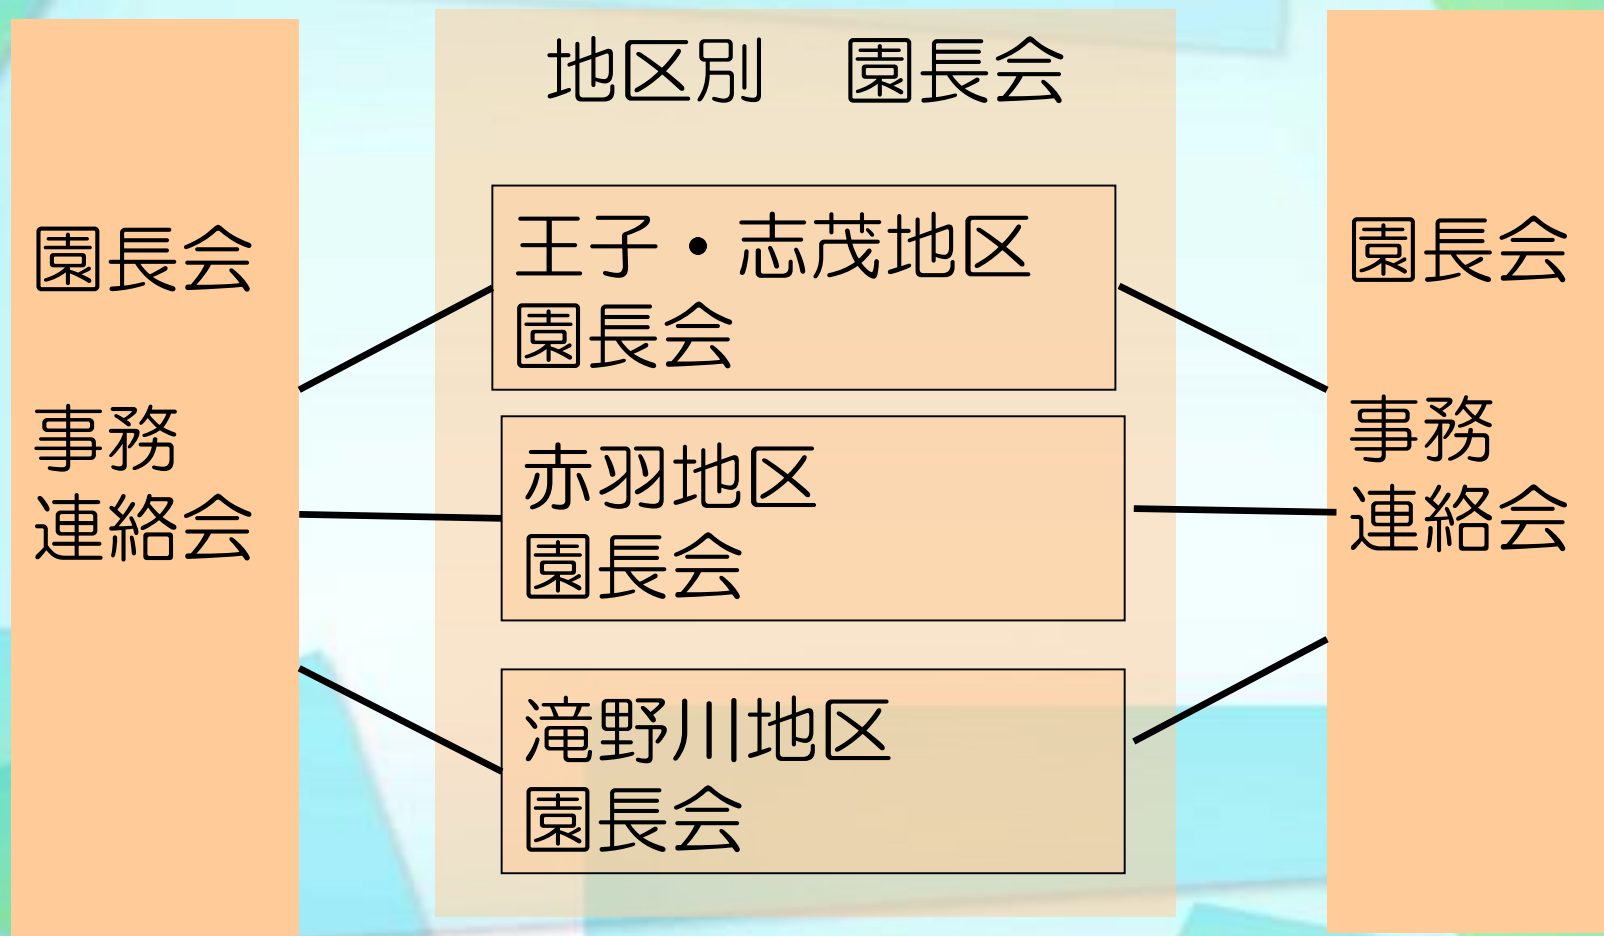 園長会
事務
連絡会
地区別　園長会
王子・志茂地区
園長会
赤羽地区
園長会
滝野川地区
園長会
園長会
事務
連絡会